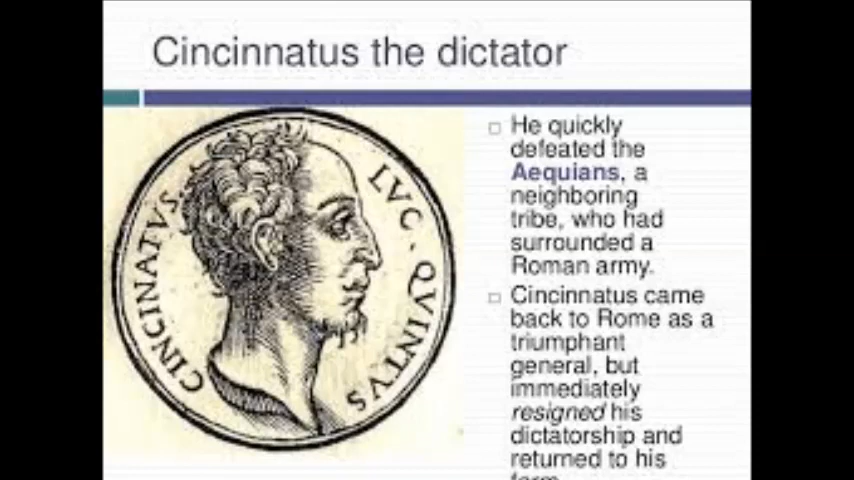 Cincinnatus the dictator
CINCINATVS LVC. QVINTVS
He quickly
defeated the
Aequians, a
neighboring
tribe, who had
surrounded a
Roman army.
Cincinnatus came
back to Rome as a
triumphant
general, but
immediately
resigned his
dictatorship and
returned to his